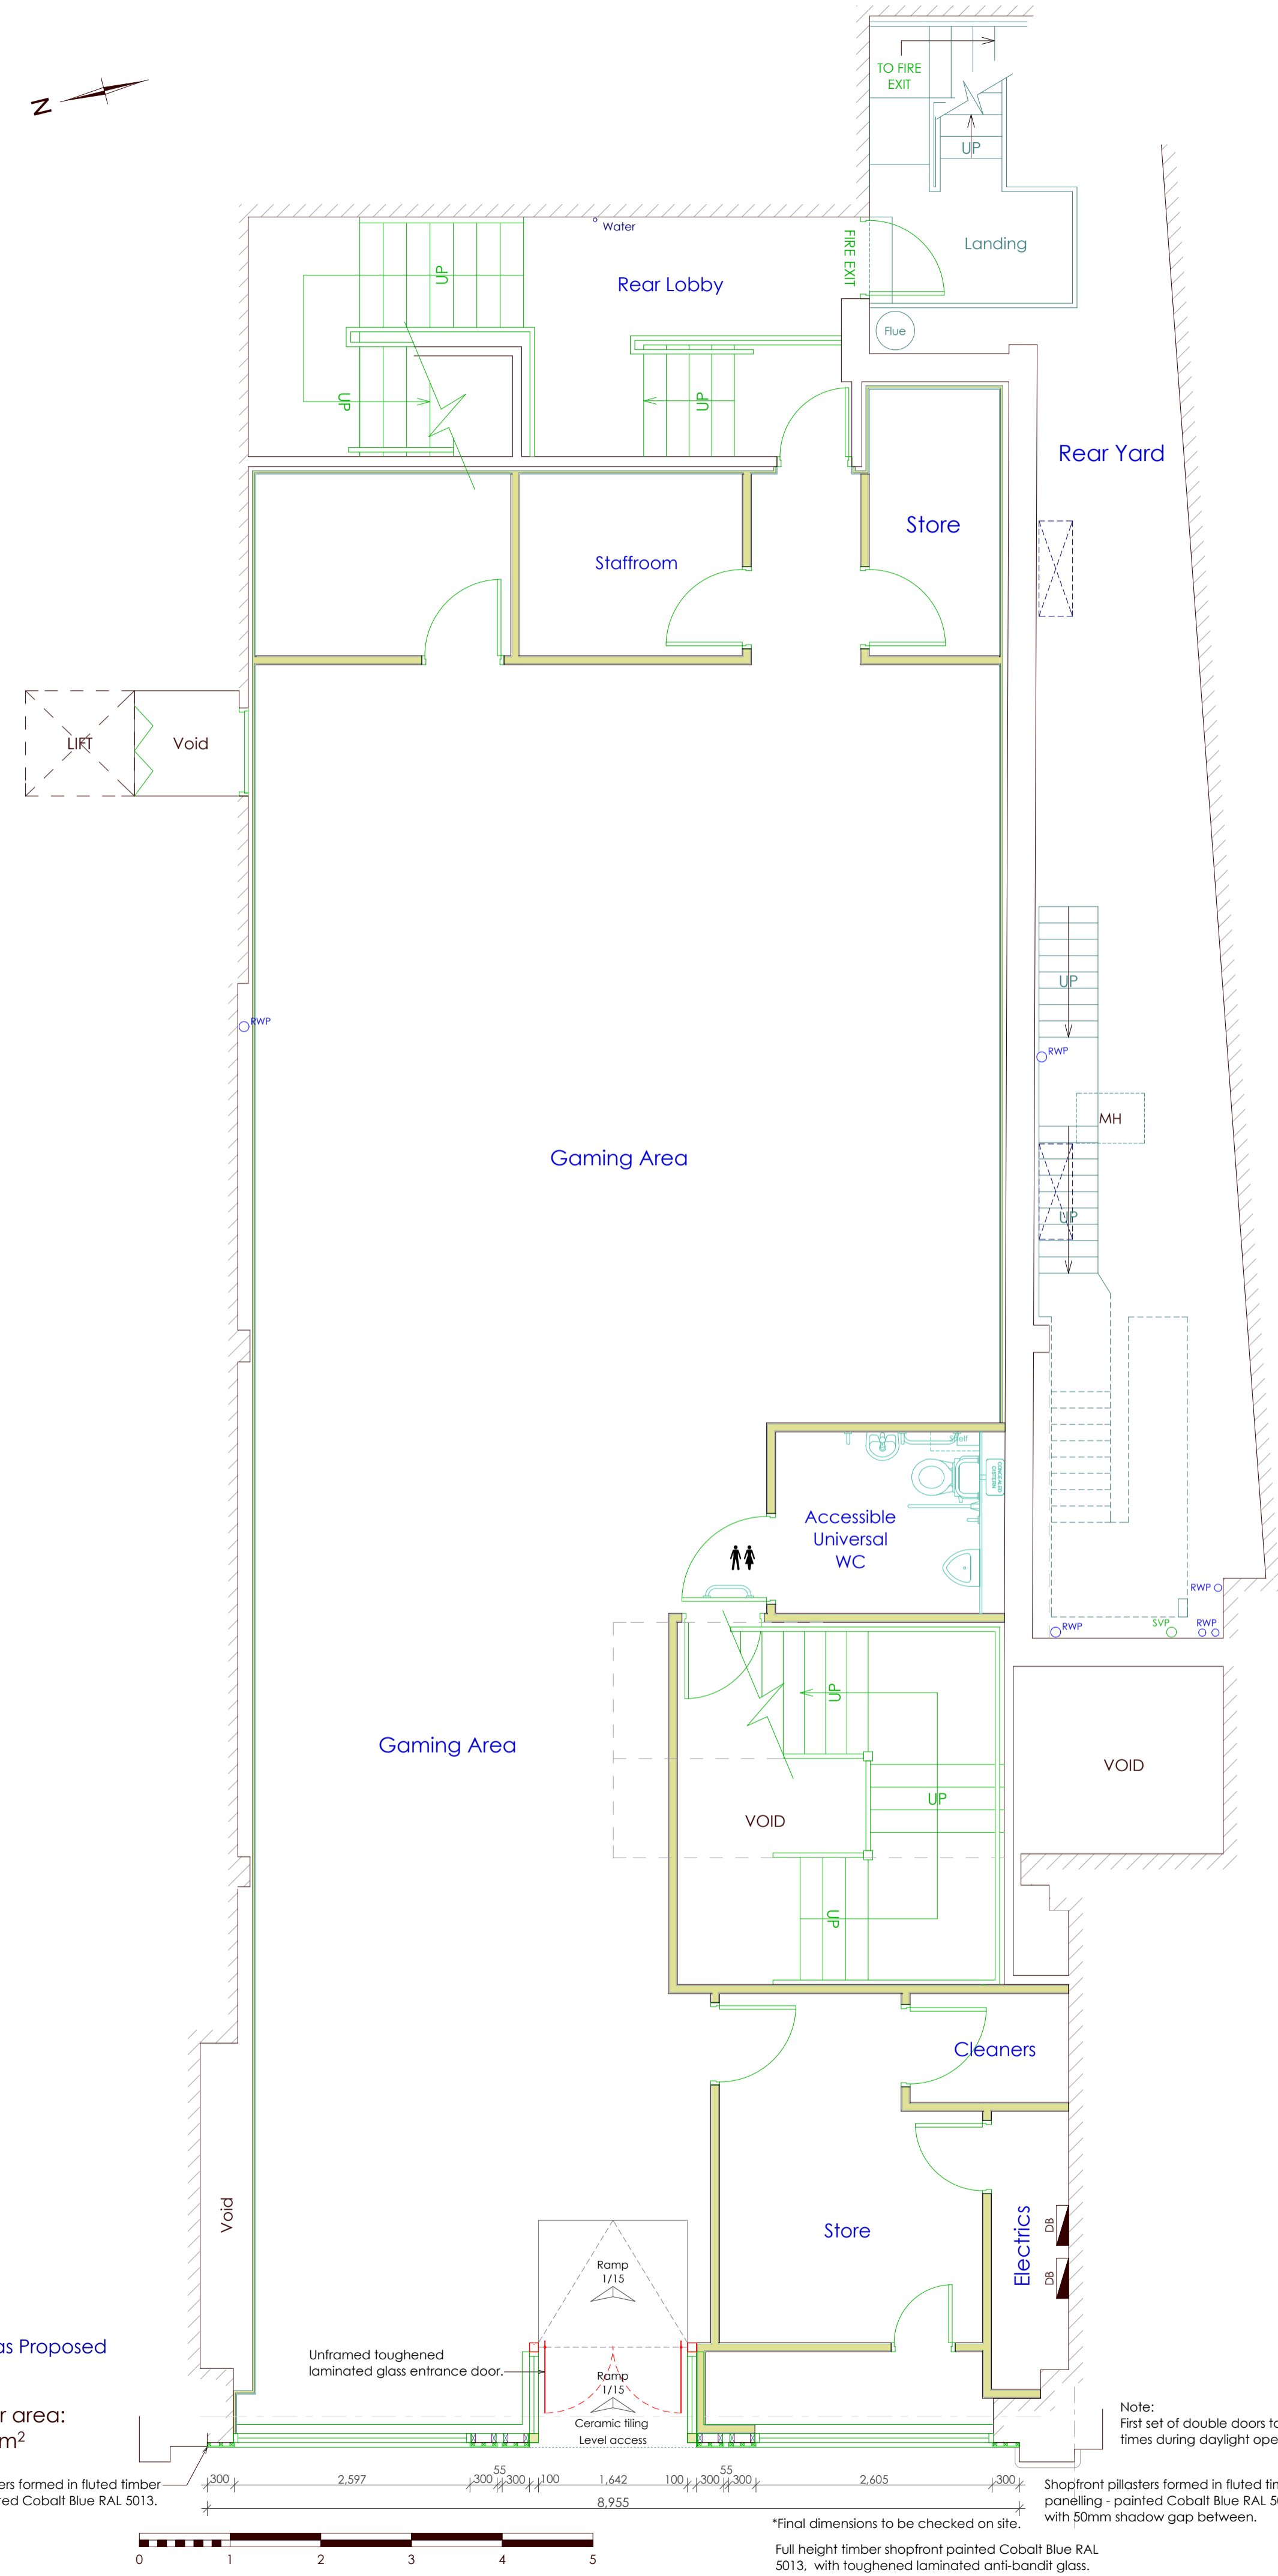 N
TO FIRE
EXIT
UP
Landing
FIRE EXIT
Water
Rear Lobby
UP
UP
UP
Flue
Rear Yard
Store
Staffroom
LIFT
Void
RWP
UP
RWP
MH
UP
Gaming Area
Shelf
CONCEALED
CISTERN
Accessible
Universal
WC
RWP
RWP
SVP
RWP
Gaming Area
UP
VOID
UP
VOID
UP
Cleaners
Void
Store
Electrics
DB
DB
Ramp
1/15
as Proposed
Unframed toughened
laminated glass entrance door.
Ramp
1/15
r area:
m²
Ceramic tiling
Level access
Note:
First set of double doors to
times during daylight ope
ers formed in fluted timber
ted Cobalt Blue RAL 5013.
300 2,597 300 55 300 100 1,642 100 300 55 300 2,605 300
8,955
Shopfront pillasters formed in fluted tim
panelling - painted Cobalt Blue RAL 50
with 50mm shadow gap between.
*Final dimensions to be checked on site.
Full height timber shopfront painted Cobalt Blue RAL
5013, with toughened laminated anti-bandit glass.
0 1 2 3 4 5